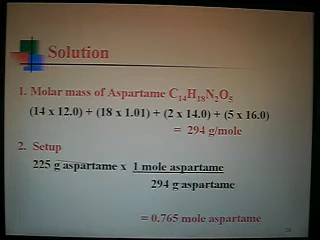 Solution
1. Molar mass of Aspartame C₁₄H₁₈N₂O₅
(14 x 12.0) + (18 x 1.01) + (2 x 14.0) + (5 x 16.0)
= 294 g/mole
2. Setup
225 g aspartame x 1 mole aspartame
294 g aspartame
= 0.765 mole aspartame